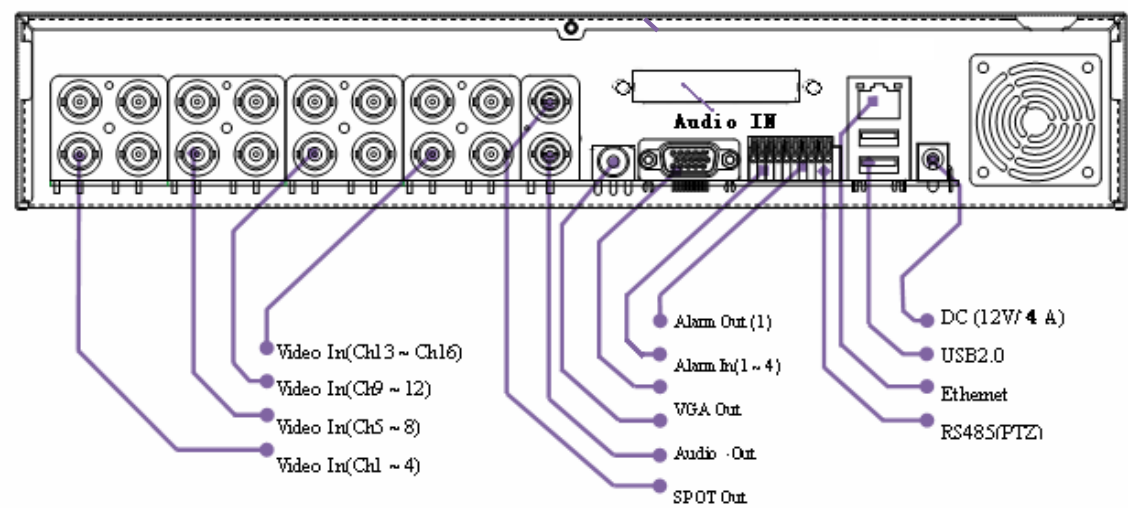 Audio IN
Video In(Ch13 ~ Ch16)
Video In(Ch9 ~ 12)
Video In(Ch5 ~ 8)
Video In(Ch1 ~ 4)
Alarm Out (1)
Alarm In(1 ~ 4)
VGA Out
Audio ·Out
SPOT Out
DC (12V/ 4 A)
USB2.0
Ethernet
RS485(PTZ)